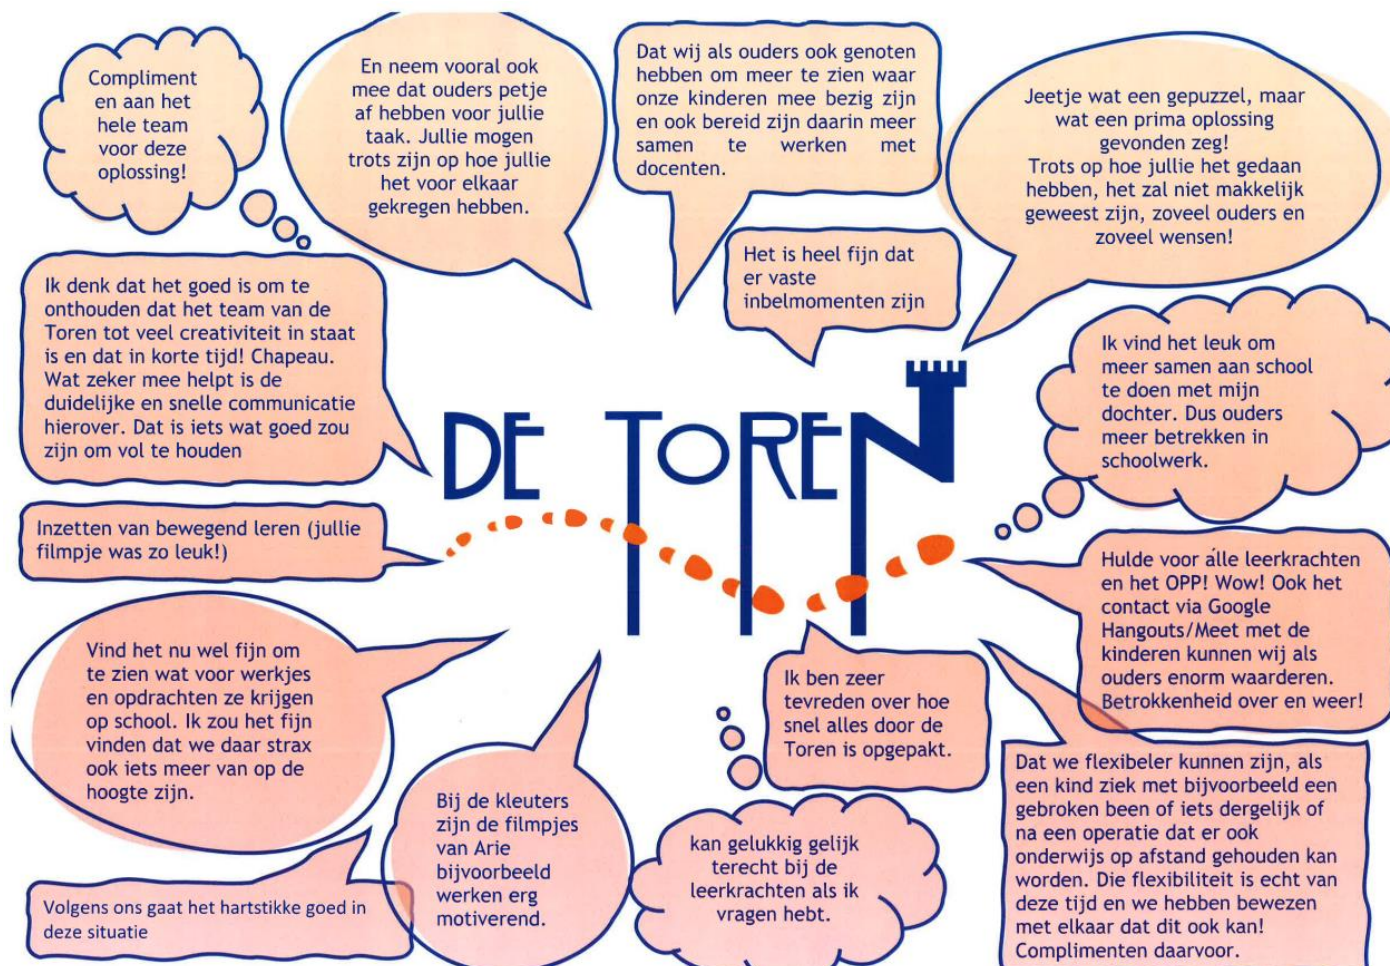 Compliment
en aan het
hele team
voor deze
oplossing!
En neem vooral ook
mee dat ouders petje
af hebben voor jullie
taak. Jullie mogen
trots zijn op hoe jullie
het voor elkaar
gekregen hebben.
Dat wij als ouders ook genoten
hebben om meer te zien waar
onze kinderen mee bezig zijn
en ook bereid zijn daarin meer
samen te werken met
docenten.
Jeetje wat een gepuzzel, maar
wat een prima oplossing
gevonden zeg!
Trots op hoe jullie het gedaan
hebben, het zal niet makkelijk
geweest zijn, zoveel ouders en
zoveel wensen!
Het is heel fijn dat
er vaste
inbelmomenten zijn
Ik denk dat het goed is om te
onthouden dat het team van de
Toren tot veel creativiteit in staat
is en dat in korte tijd! Chapeau.
Wat zeker mee helpt is de
duidelijke en snelle communicatie
hierover. Dat is iets wat goed zou
zijn om vol te houden
Ik vind het leuk om
meer samen aan school
te doen met mijn
dochter. Dus ouders
meer betrekken in
schoolwerk.
DE TOREN
Inzetten van bewegend leren (jullie
filmpje was zo leuk!)
Hulde voor álle leerkrachten
en het OPP! Wow! Ook het
contact via Google
Hangouts/Meet met de
kinderen kunnen wij als
ouders enorm waarderen.
Betrokkenheid over en weer!
Vind het nu wel fijn om
te zien wat voor werkjes
en opdrachten ze krijgen
op school. Ik zou het fijn
vinden dat we daar strax
ook iets meer van op de
hoogte zijn.
Ik ben zeer
tevreden over hoe
snel alles door de
Toren is opgepakt.
Bij de kleuters
zijn de filmpjes
van Arie
bijvoorbeeld
werken erg
motiverend.
kan gelukkig gelijk
terecht bij de
leerkrachten als ik
vragen hebt.
Dat we flexibeler kunnen zijn, als
een kind ziek met bijvoorbeeld een
gebroken been of iets dergelijk of
na een operatie dat er ook
onderwijs op afstand gehouden kan
worden. Die flexibiliteit is echt van
deze tijd en we hebben bewezen
met elkaar dat dit ook kan!
Complimenten daarvoor.
Volgens ons gaat het hartstikke goed in
deze situatie